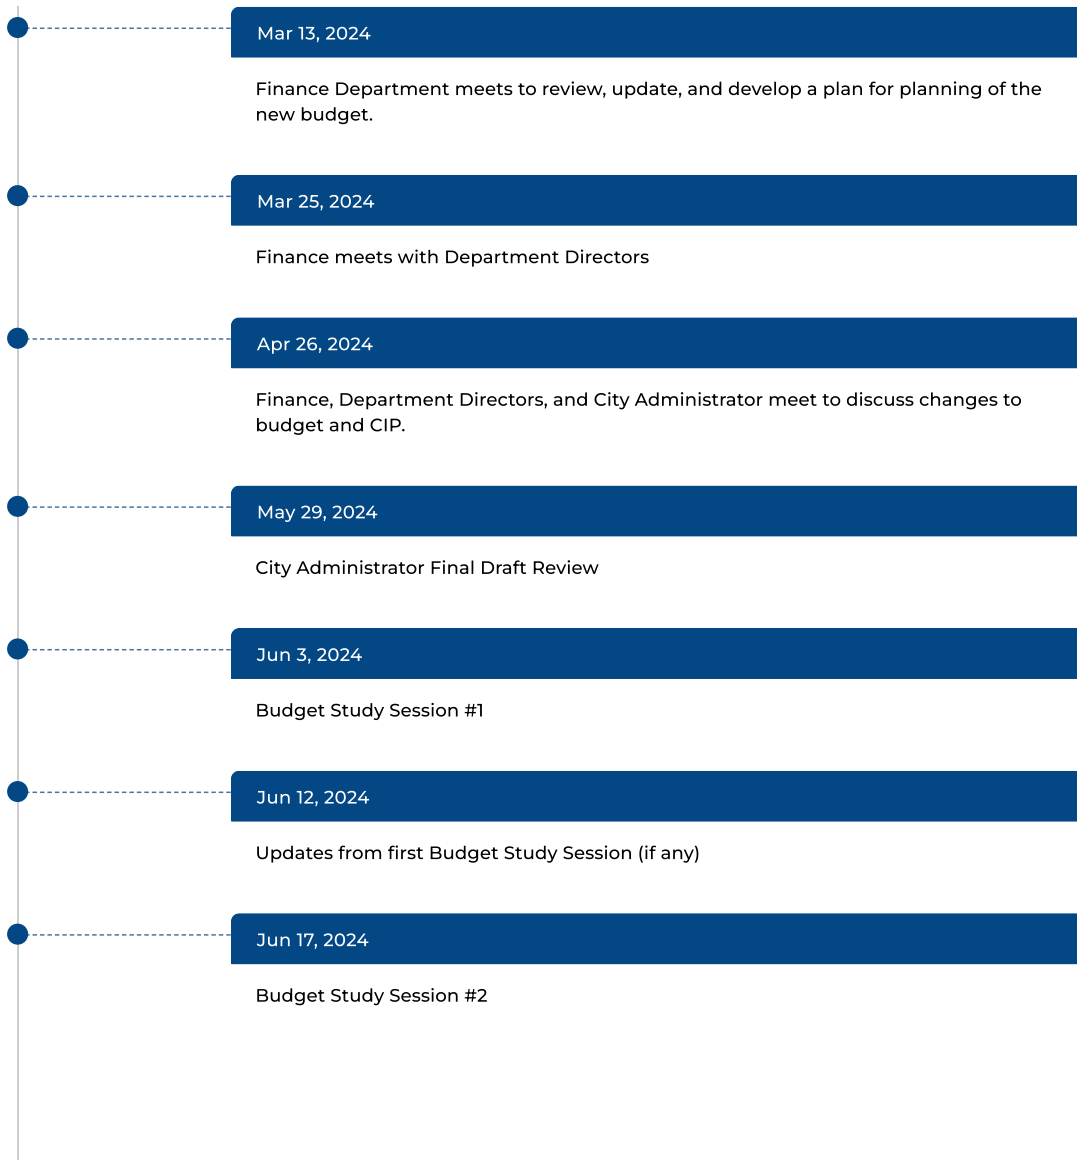 Mar 13, 2024
Finance Department meets to review, update, and develop a plan for planning of the
new budget.
Mar 25, 2024
Finance meets with Department Directors
Apr 26, 2024
Finance, Department Directors, and City Administrator meet to discuss changes to
budget and CIP.
May 29, 2024
City Administrator Final Draft Review
Jun 3, 2024
Budget Study Session #1
Jun 12, 2024
Updates from first Budget Study Session (if any)
Jun 17, 2024
Budget Study Session #2